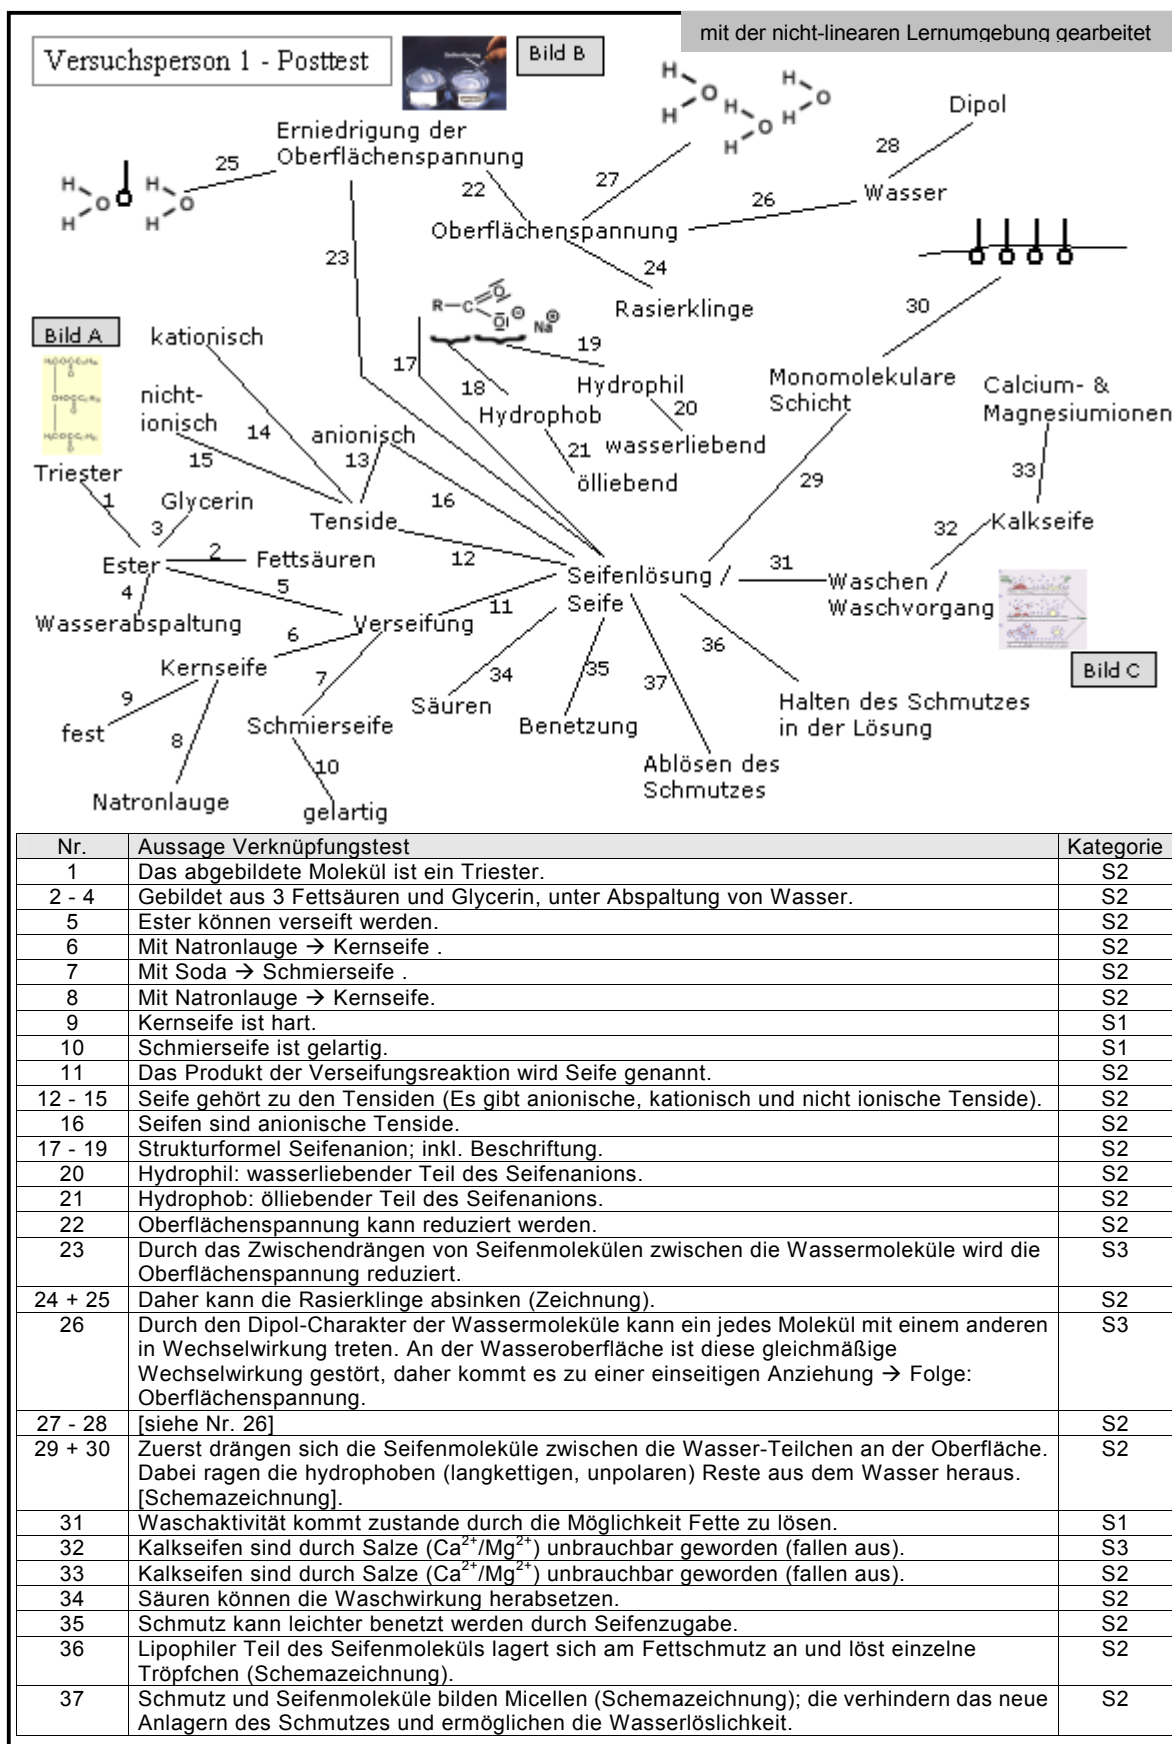 mit der nicht-linearen Lernumgebung gearbeitet
Versuchsperson 1 - Posttest
Bild B
Dipol
Erniedrigung der
Oberflächenspannung
25
22
27
28
26
Wasser
Oberflächenspannung
23
24
Rasierklinge
30
R—C
O
OI⊖
Na⊕
H
H
O
H
H
O
H
H
O
H
H
O
H
H
O
Bild A
kationisch
17
18
19
Hydrophil
Hydrophob
20
21
wasserliebend
ölliebend
Monomolekulare
Schicht
Calcium- &
Magnesiumionen
nicht-
ionisch
14
15
anionisch
13
16
29
33
Triester
1
Glycerin
3
Tenside
12
32
Kalkseife
Ester
2
Fettsäuren
4
5
Seifenlösung /
Seife
31
Waschen /
Waschvorgang
11
Wasserabspaltung
Verseifung
6
7
Kernseife
9
8
fest
Schmierseife
10
Natronlauge
gelartig
34
Säuren
35
Benetzung
37
Ablösen des
Schmutzes
36
Halten des Schmutzes
in der Lösung
Bild C
Nr. Aussage Verknüpfungstest Kategorie
1 Das abgebildete Molekül ist ein Triester. S2
2 - 4 Gebildet aus 3 Fettsäuren und Glycerin, unter Abspaltung von Wasser. S2
5 Ester können verseift werden. S2
6 Mit Natronlauge → Kernseife . S2
7 Mit Soda → Schmierseife . S2
8 Mit Natronlauge → Kernseife. S2
9 Kernseife ist hart. S1
10 Schmierseife ist gelartig. S1
11 Das Produkt der Verseifungsreaktion wird Seife genannt. S2
12 - 15 Seife gehört zu den Tensiden (Es gibt anionische, kationisch und nicht ionische Tenside). S2
16 Seifen sind anionische Tenside. S2
17 - 19 Strukturformel Seifenanion; inkl. Beschriftung. S2
20 Hydrophil: wasserliebender Teil des Seifenanions. S2
21 Hydrophob: ölliebender Teil des Seifenanions. S2
22 Oberflächenspannung kann reduziert werden. S2
23 Durch das Zwischendrängen von Seifenmolekülen zwischen die Wassermoleküle wird die S3
Oberflächenspannung reduziert.
24 + 25 Daher kann die Rasierklinge absinken (Zeichnung). S2
26 Durch den Dipol-Charakter der Wassermoleküle kann ein jedes Molekül mit einem anderen S3
in Wechselwirkung treten. An der Wasseroberfläche ist diese gleichmäßige
Wechselwirkung gestört, daher kommt es zu einer einseitigen Anziehung → Folge:
Oberflächenspannung.
27 - 28 [siehe Nr. 26] S2
29 + 30 Zuerst drängen sich die Seifenmoleküle zwischen die Wasser-Teilchen an der Oberfläche. S2
Dabei ragen die hydrophoben (langkettigen, unpolaren) Reste aus dem Wasser heraus.
[Schemazeichnung].
31 Waschaktivität kommt zustande durch die Möglichkeit Fette zu lösen. S1
32 Kalkseifen sind durch Salze (Ca²⁺/Mg²⁺) unbrauchbar geworden (fallen aus). S3
33 Kalkseifen sind durch Salze (Ca²⁺/Mg²⁺) unbrauchbar geworden (fallen aus). S2
34 Säuren können die Waschwirkung herabsetzen. S2
35 Schmutz kann leichter benetzt werden durch Seifenzugabe. S2
36 Lipophiler Teil des Seifenmoleküls lagert sich am Fettschmutz an und löst einzelne S2
Tröpfchen (Schemazeichnung).
37 Schmutz und Seifenmoleküle bilden Micellen (Schemazeichnung); die verhindern das neue S2
Anlagern des Schmutzes und ermöglichen die Wasserlöslichkeit.